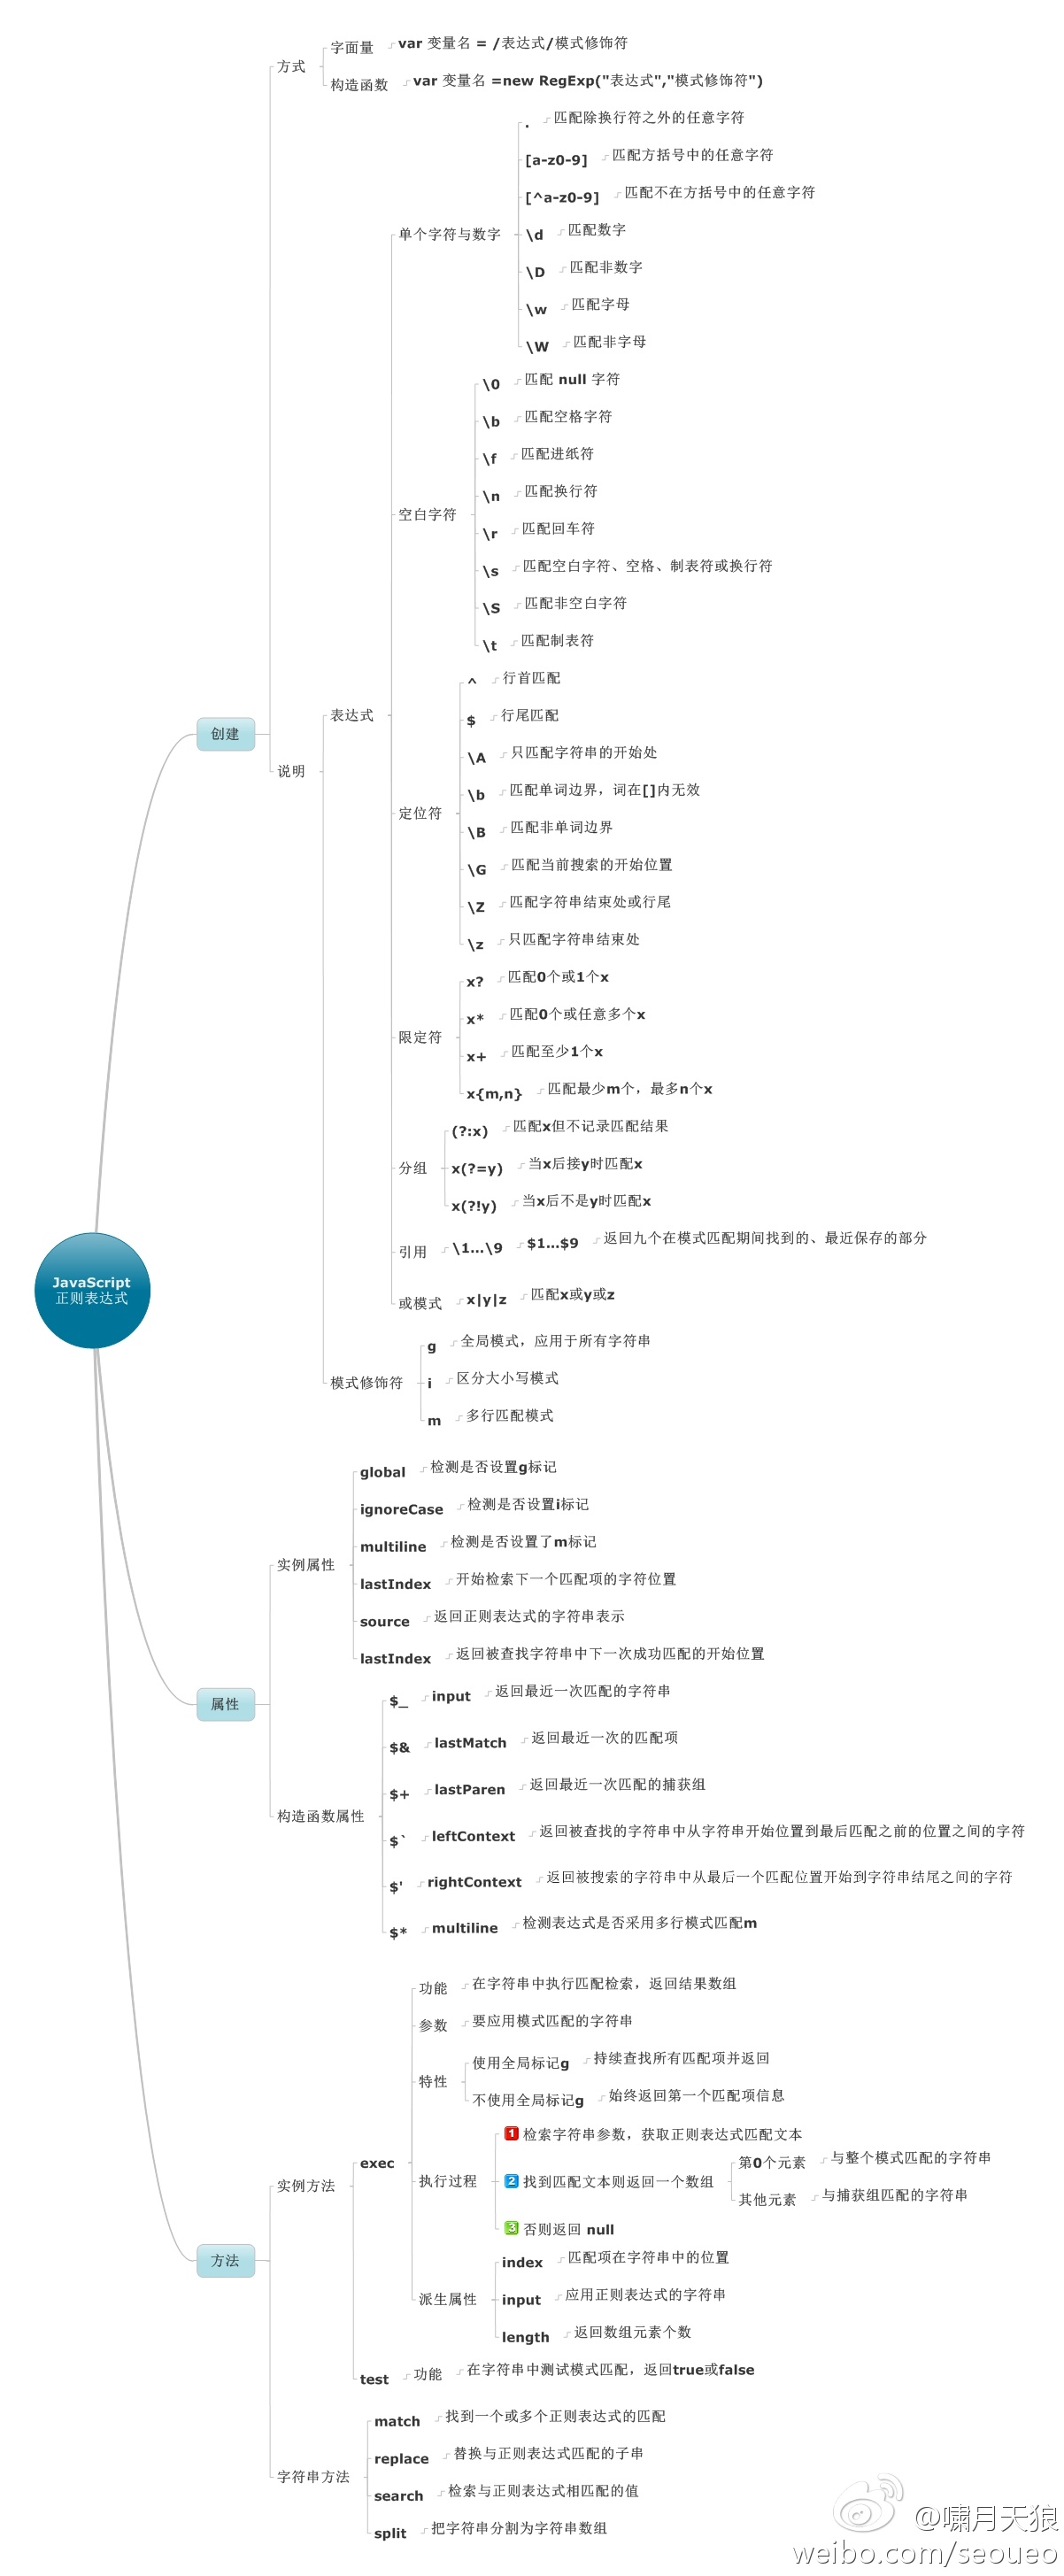 字面量
var 变量名 = /表达式/模式修饰符
方式
构造函数
var 变量名 =new RegExp("表达式","模式修饰符")
.
匹配除换行符之外的任意字符
[a-z0-9]
匹配方括号中的任意字符
[^a-z0-9]
匹配不在方括号中的任意字符
单个字符与数字
\d
匹配数字
\D
匹配非数字
\w
匹配字母
\W
匹配非字母
\0
匹配 null 字符
\b
匹配空格字符
\f
匹配进纸符
\n
匹配换行符
空白字符
\r
匹配回车符
\s
匹配空白字符、空格、制表符或换行符
\S
匹配非空白字符
\t
匹配制表符
^
行首匹配
表达式
$
行尾匹配
创建
\A
只匹配字符串的开始处
说明
\b
匹配单词边界，词在[]内无效
定位符
\B
匹配非单词边界
\G
匹配当前搜索的开始位置
\Z
匹配字符串结束处或行尾
\z
只匹配字符串结束处
x?
匹配0个或1个x
x*
匹配0个或任意多个x
限定符
x+
匹配至少1个x
x{m,n}
匹配最少m个，最多n个x
(?:x)
匹配x但不记录匹配结果
分组
x(?=y)
当x后接y时匹配x
x(?!y)
当x后不是y时匹配x
引用
\1...\9
$1...$9
返回九个在模式匹配期间找到的、最近保存的部分
JavaScript
正则表达式
或模式
x|y|z
匹配x或y或z
g
全局模式，应用于所有字符串
模式修饰符
i
区分大小写模式
m
多行匹配模式
global
检测是否设置g标记
ignoreCase
检测是否设置i标记
multiline
检测是否设置了m标记
实例属性
lastIndex
开始检索下一个匹配项的字符位置
source
返回正则表达式的字符串表示
lastIndex
返回被查找字符串中下一次成功匹配的开始位置
属性
$_
input
返回最近一次匹配的字符串
$&
lastMatch
返回最近一次的匹配项
$+
lastParen
返回最近一次匹配的捕获组
构造函数属性
$`
leftContext
返回被查找的字符串中从字符串开始位置到最后匹配之前的位置之间的字符
$'
rightContext
返回被搜索的字符串中从最后一个匹配位置开始到字符串结尾之间的字符
$*
multiline
检测表达式是否采用多行模式匹配m
功能
在字符串中执行匹配检索，返回结果数组
参数
要应用模式匹配的字符串
特性
使用全局标记g
持续查找所有匹配项并返回
不使用全局标记g
始终返回第一个匹配项信息
1 检索字符串参数，获取正则表达式匹配文本
exec
执行过程
2 找到匹配文本则返回一个数组
第0个元素
与整个模式匹配的字符串
其他元素
与捕获组匹配的字符串
实例方法
3 否则返回 null
方法
index
匹配项在字符串中的位置
派生属性
input
应用正则表达式的字符串
length
返回数组元素个数
test
功能
在字符串中测试模式匹配，返回true或false
match
找到一个或多个正则表达式的匹配
replace
替换与正则表达式匹配的子串
字符串方法
search
检索与正则表达式相匹配的值
split
把字符串分割为字符串数组
@啸月天狼
weibo.com/seoueo